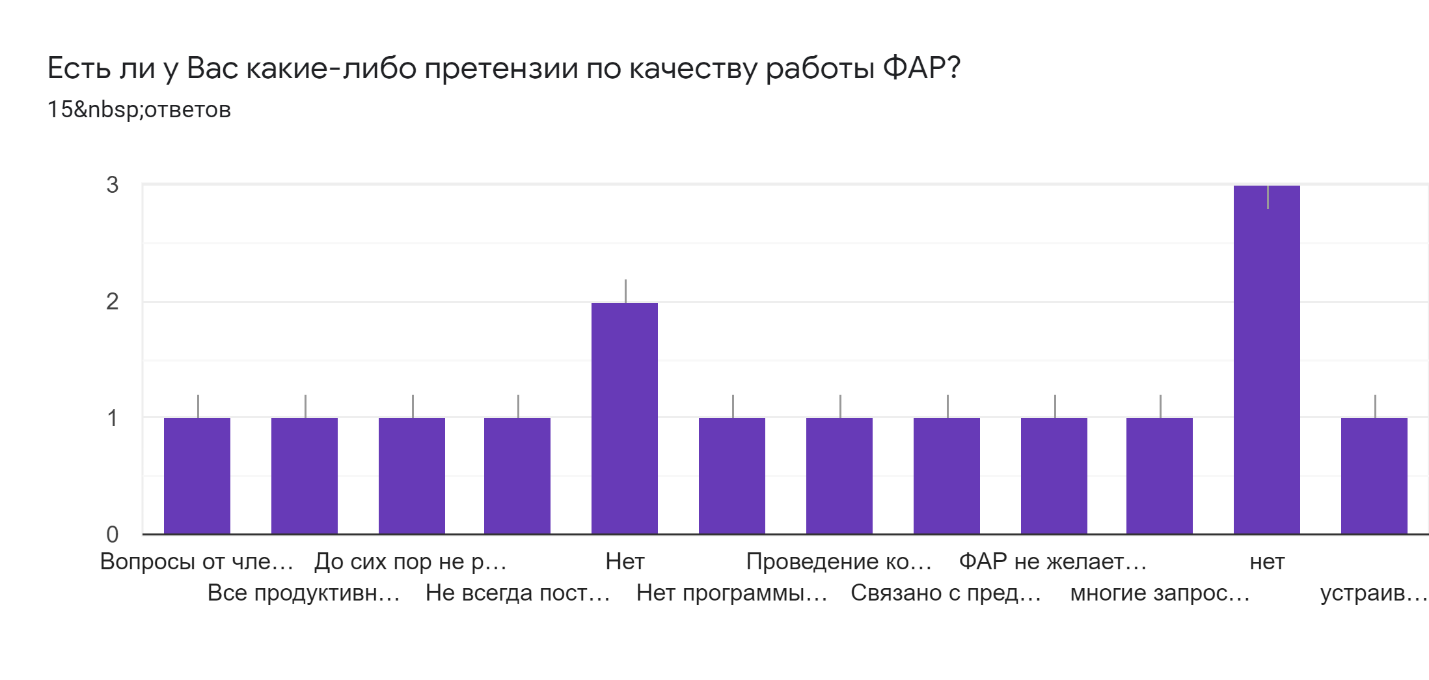 Есть ли у Вас какие-либо претензии по качеству работы ФАР?
15&nbsp;ответов
3
2
1
0
Вопросы от чле… До сих пор не р… Нет Проведение ко… ФАР не желает… нет
Все продуктивн… Не всегда пост… Нет программы… Связано с пред… многие запрос… устраив…